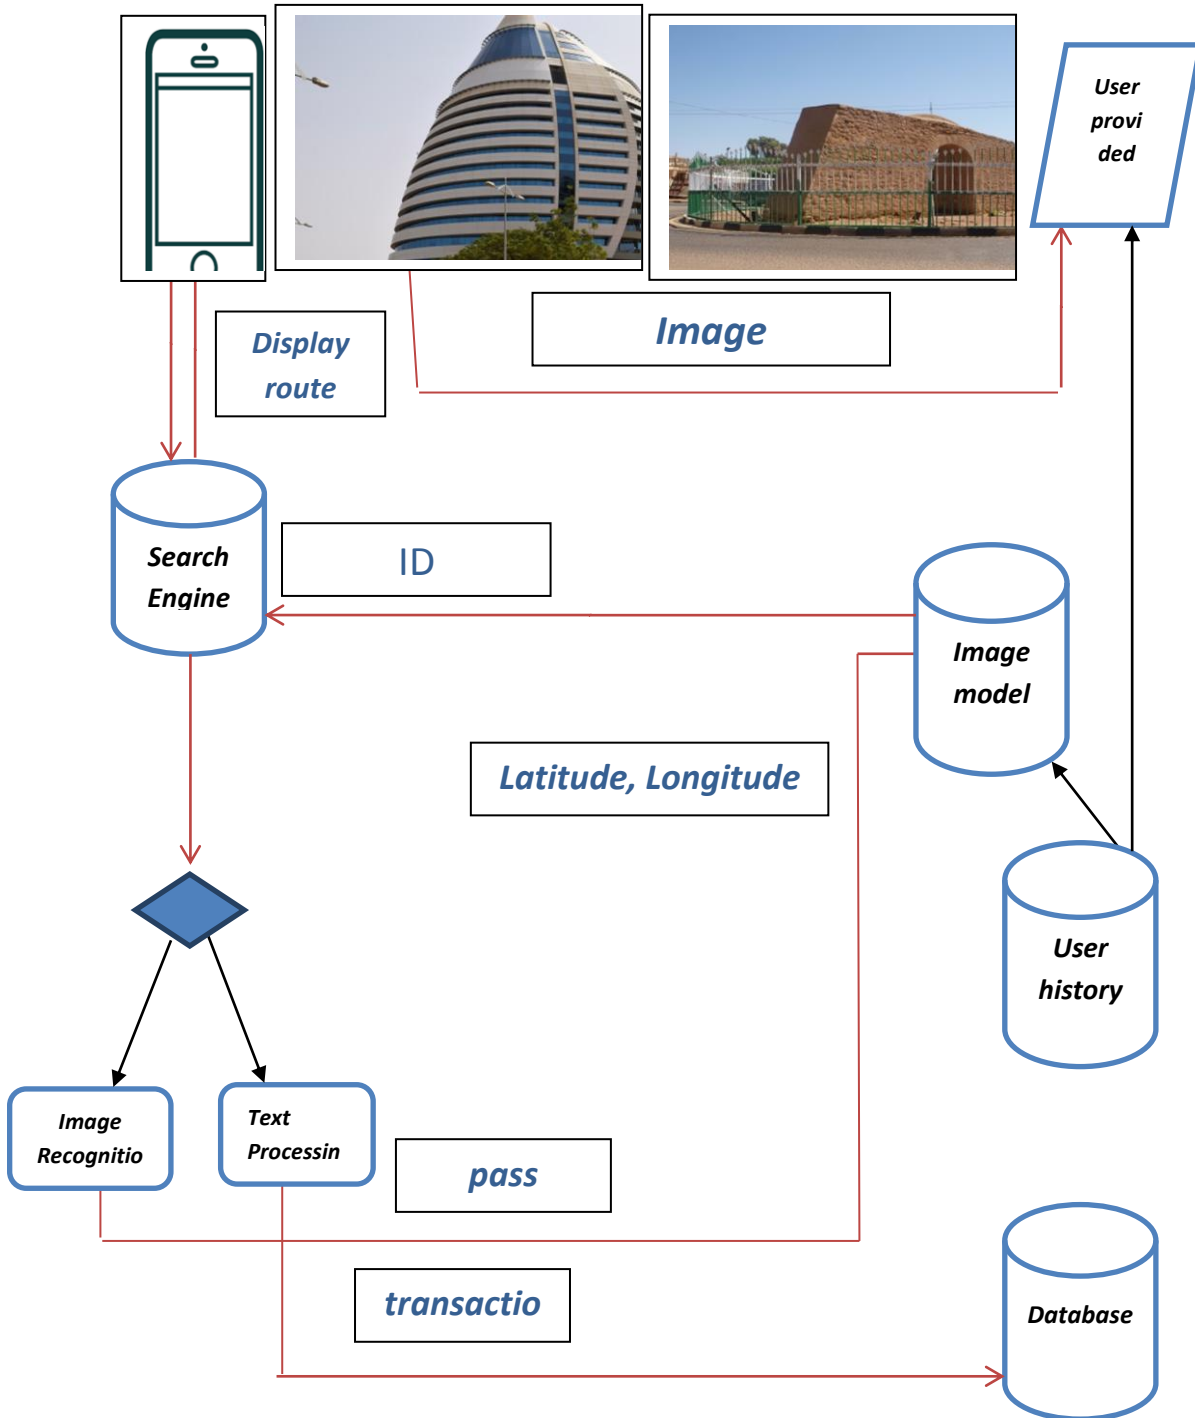 User
provi
ded
Image
Display
route
Search
Engine
ID
Image
model
Latitude, Longitude
User
history
Image
Recognitio
Text
Processin
pass
transactio
Database